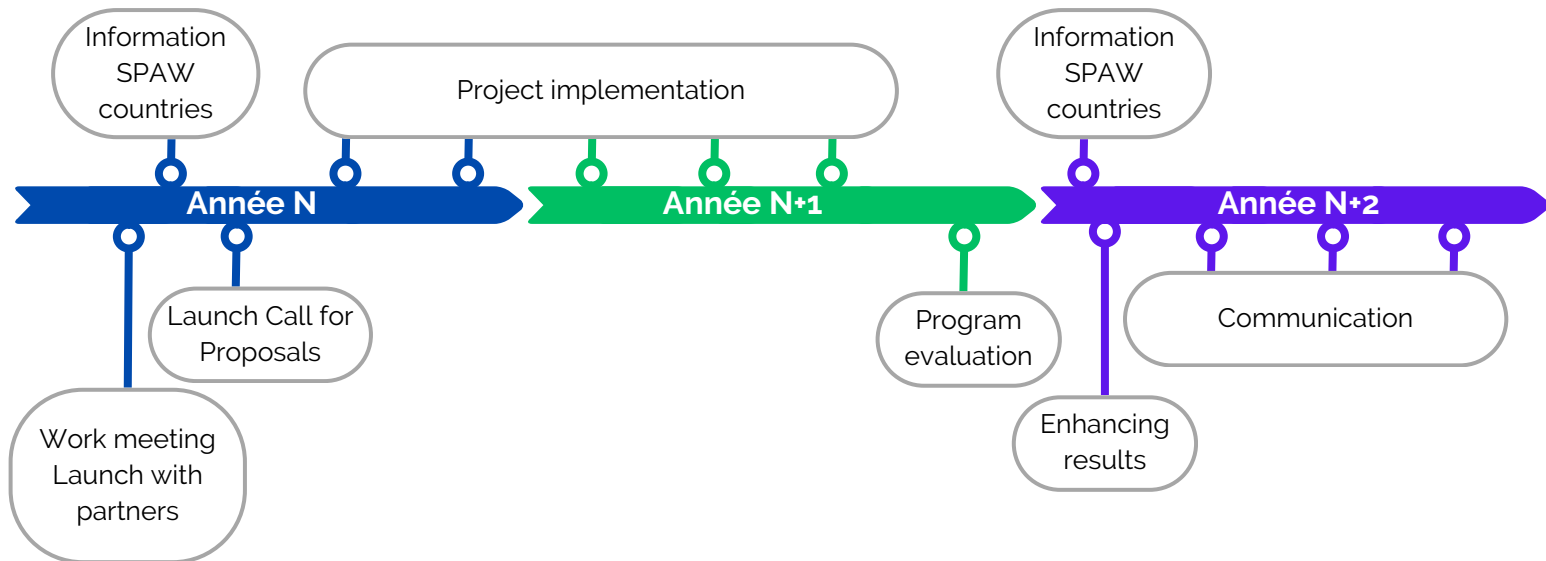 Information
SPAW
countries
Project implementation
Information
SPAW
countries
Année N
Année N+1
Année N+2
Launch Call for
Proposals
Work meeting
Launch with
partners
Program
evaluation
Enhancing
results
Communication